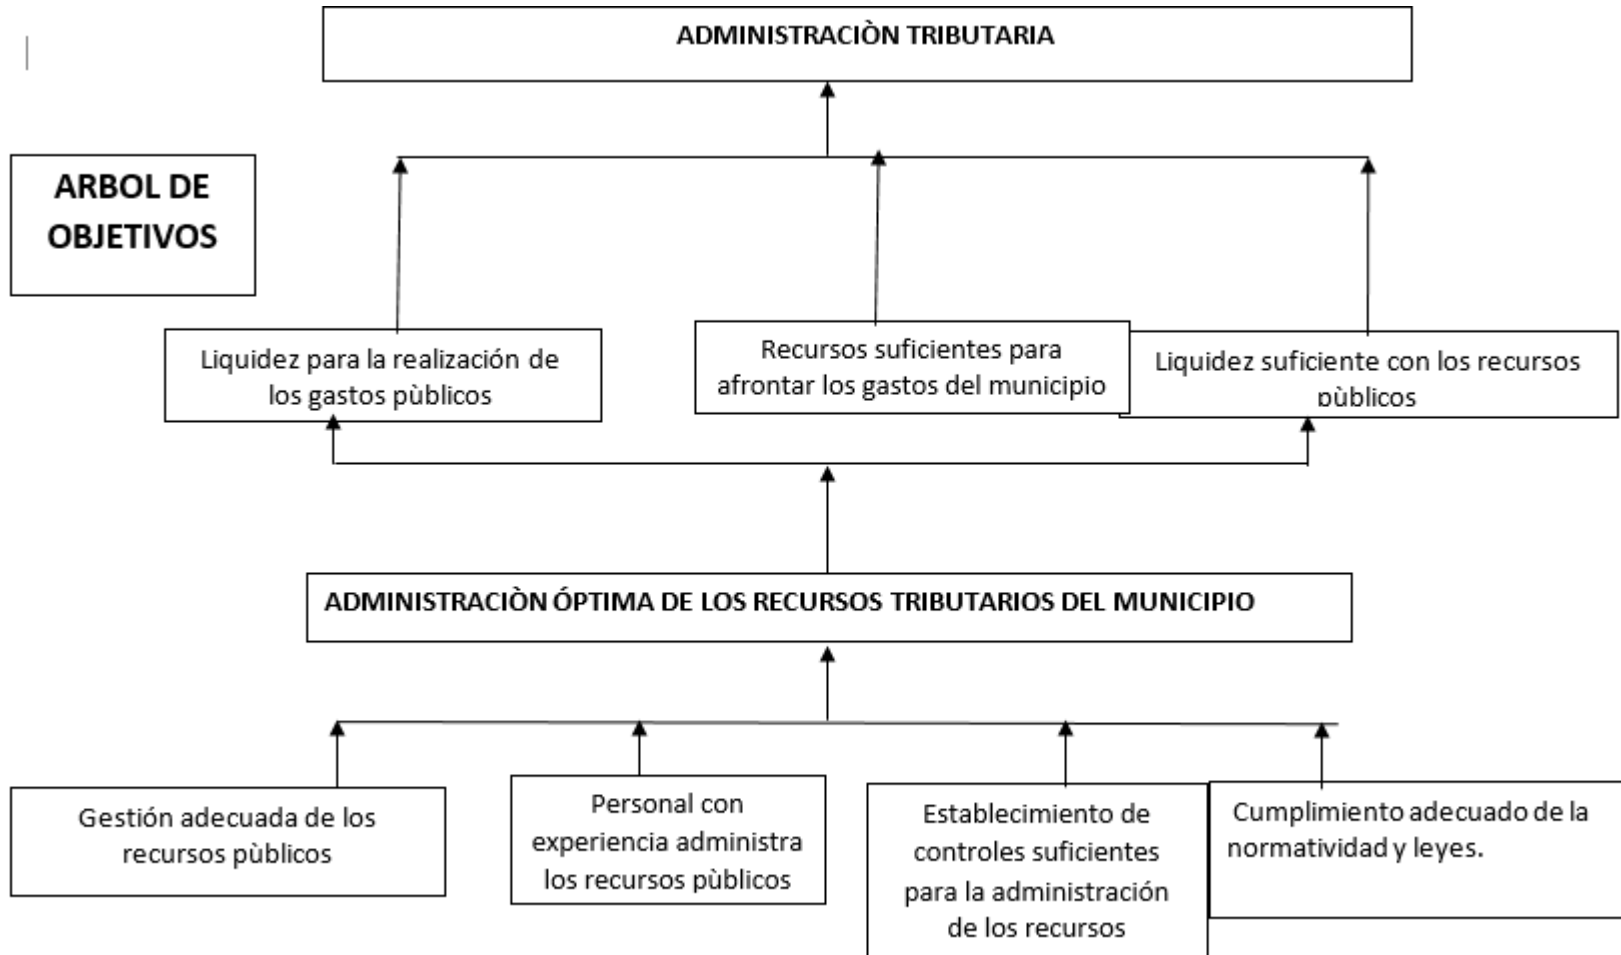 ADMINISTRACIÒN TRIBUTARIA
ARBOL DE
OBJETIVOS
Liquidez para la realización de
los gastos pùblicos
Recursos suficientes para
afrontar los gastos del municipio
Liquidez suficiente con los recursos
pùblicos
ADMINISTRACIÒN ÓPTIMA DE LOS RECURSOS TRIBUTARIOS DEL MUNICIPIO
Gestión adecuada de los
recursos pùblicos
Personal con
experiencia administra
los recursos pùblicos
Establecimiento de
controles suficientes
para la administración
de los recursos
Cumplimiento adecuado de la
normatividad y leyes.